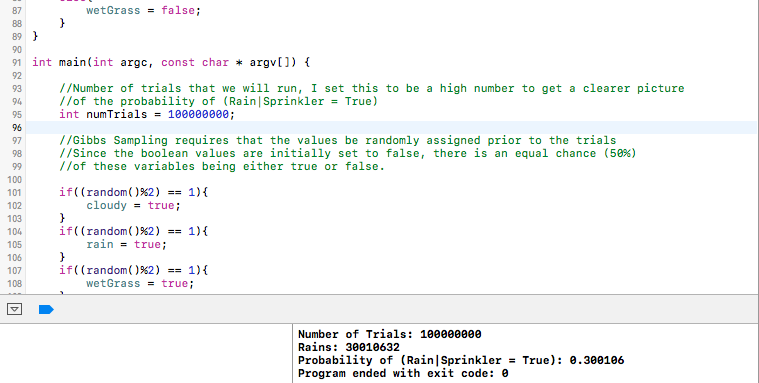 87 wetGrass = false;
88 }
89 }
90
91 int main(int argc, const char * argv[]) {
92
93 //Number of trials that we will run, I set this to be a high number to get a clearer picture
94 //of the probability of (Rain|Sprinkler = True)
95 int numTrials = 100000000;
96
97 //Gibbs Sampling requires that the values be randomly assigned prior to the trials
98 //Since the boolean values are initially set to false, there is an equal chance (50%)
99 //of these variables being either true or false.
100
101 if((random()%2) == 1){
102 cloudy = true;
103 }
104 if((random()%2) == 1){
105 rain = true;
106 }
107 if((random()%2) == 1){
108 wetGrass = true;
Number of Trials: 100000000
Rains: 30010632
Probability of (Rain|Sprinkler = True): 0.300106
Program ended with exit code: 0